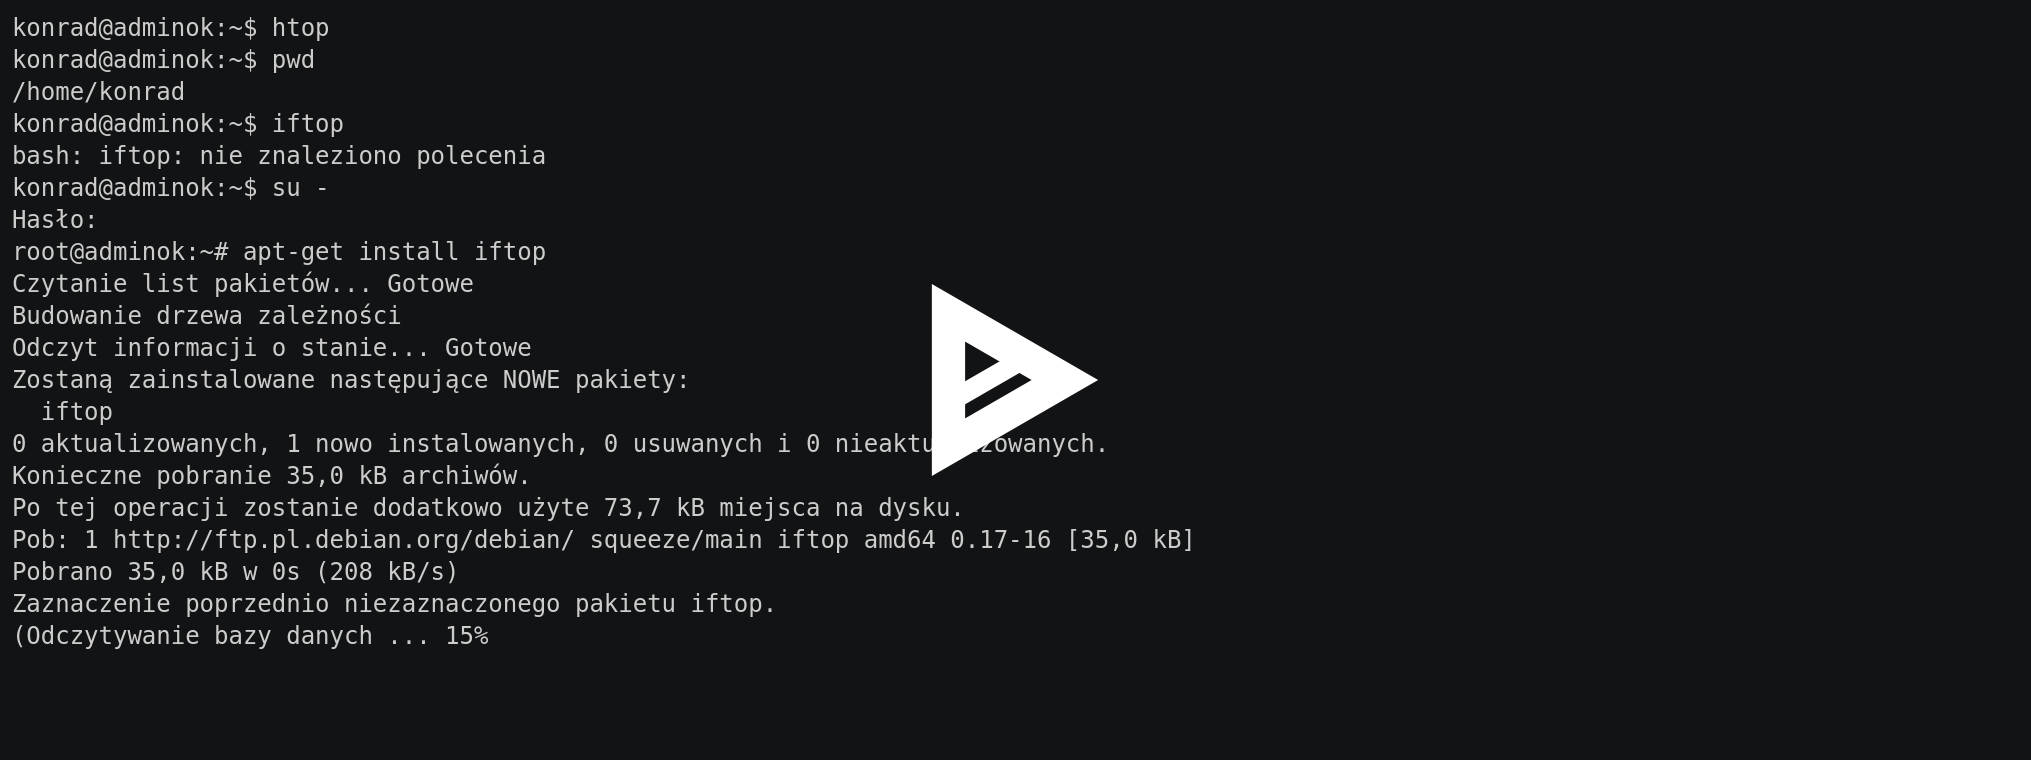 konrad@adminok:~$ htop
konrad@adminok:~$ pwd
/home/konrad
konrad@adminok:~$ iftop
bash: iftop: nie znaleziono polecenia
konrad@adminok:~$ su -
Hasło:
root@adminok:~# apt-get install iftop
Czytanie list pakietów... Gotowe
Budowanie drzewa zależności
Odczyt informacji o stanie... Gotowe
Zostaną zainstalowane następujące NOWE pakiety:
  iftop
0 aktualizowanych, 1 nowo instalowanych, 0 usuwanych i 0 nieaktualizowanych.
Konieczne pobranie 35,0 kB archiwów.
Po tej operacji zostanie dodatkowo użyte 73,7 kB miejsca na dysku.
Pob: 1 http://ftp.pl.debian.org/debian/ squeeze/main iftop amd64 0.17-16 [35,0 kB]
Pobrano 35,0 kB w 0s (208 kB/s)
Zaznaczenie poprzednio niezaznaczonego pakietu iftop.
(Odczytywanie bazy danych ... 15%